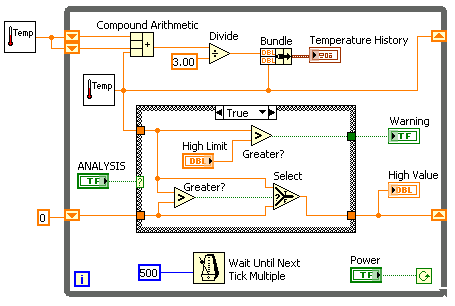 Compound Arithmetic
Temp
Divide
Bundle
Temperature History
+
÷
DBL
DBL
3.00
Temp
True
Warning
>
TF
High Limit
DBL
Greater?
ANALYSIS
TF
?
Greater?
Select
High Value
>
?
DBL
0
Power
500
Wait Until Next
Tick Multiple
TF
i